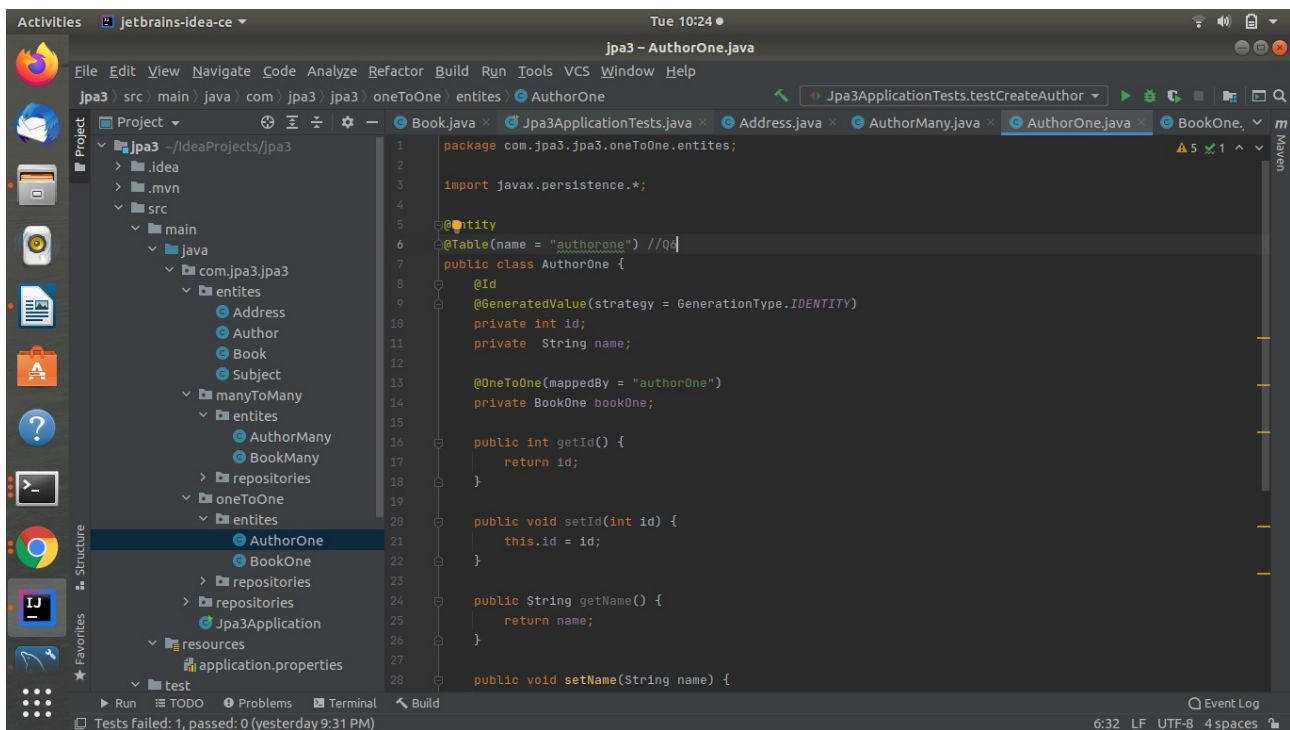 Activities jetbrains-idea-ce Tue 10:24
jpa3 – AuthorOne.java
File Edit View Navigate Code Analyze Refactor Build Run Tools VCS Window Help
jpa3 src main java com jpa3 jpa3 oneToOne entites AuthorOne Jpa3ApplicationTests.testCreateAuthor
Project Book.java Jpa3ApplicationTests.java Address.java AuthorMany.java AuthorOne.java BookOne.
Project
Maven
5 1
jpa3 ~/IdeaProjects/jpa3
.idea
.mvn
src
main
java
com.jpa3.jpa3
entites
Address
Author
Book
Subject
manyToMany
entites
AuthorMany
BookMany
repositories
oneToOne
entites
AuthorOne
BookOne
repositories
repositories
Jpa3Application
resources
application.properties
test
1 package com.jpa3.jpa3.oneToOne.entites;
2
3 import javax.persistence.*;
4
5 @Entity
6 @Table(name = "authorone") //Q6
7 public class AuthorOne {
8 @Id
9 @GeneratedValue(strategy = GenerationType.IDENTITY)
10 private int id;
11 private String name;
12
13 @OneToOne(mappedBy = "authorOne")
14 private BookOne bookOne;
15
16 public int getId() {
17 return id;
18 }
19
20 public void setId(int id) {
21 this.id = id;
22 }
23
24 public String getName() {
25 return name;
26 }
27
28 public void setName(String name) {
Structure
Favorites
Run TODO Problems Terminal Build Event Log
Tests failed: 1, passed: 0 (yesterday 9:31 PM) 6:32 LF UTF-8 4 spaces